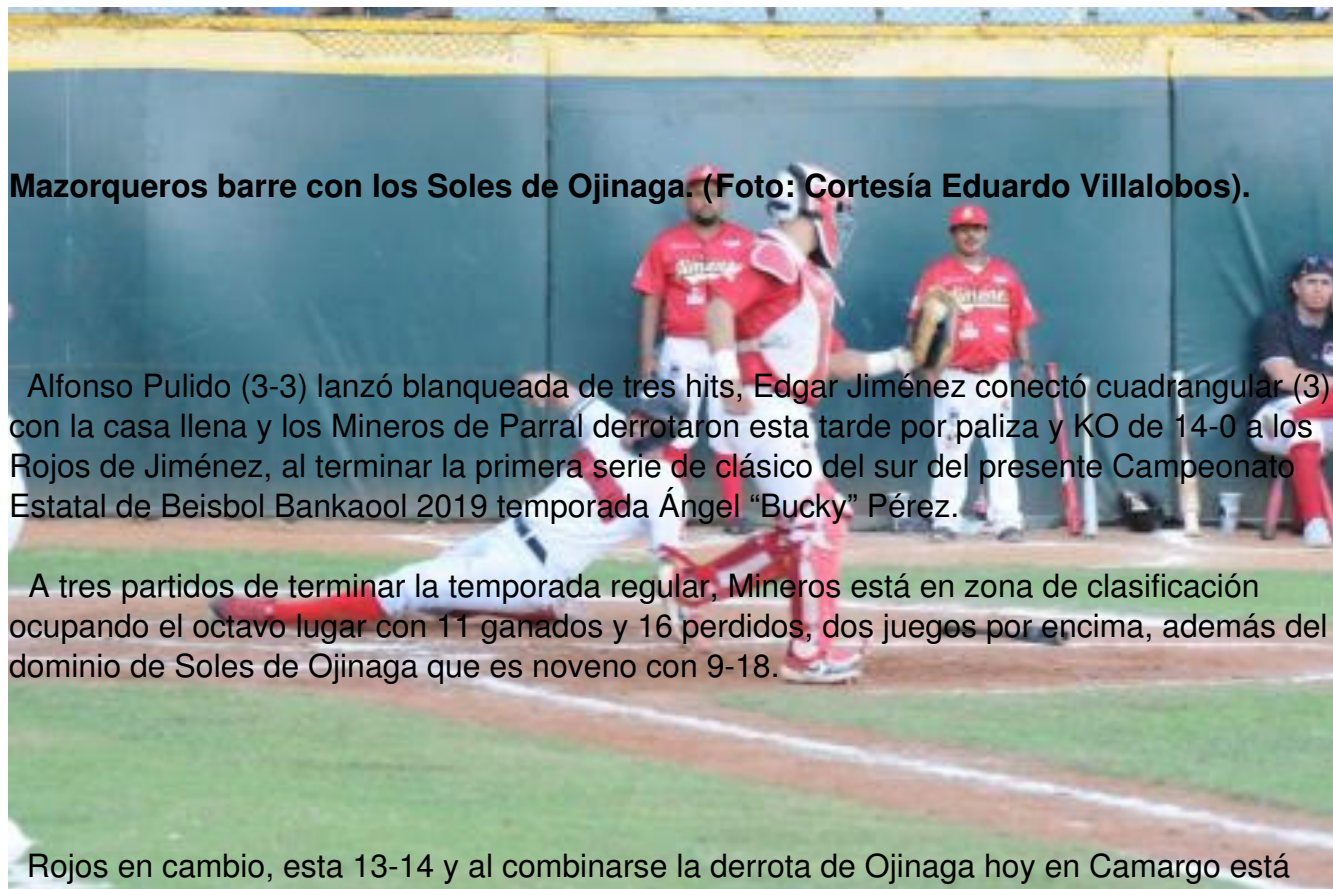 Mazorqueros barre con los Soles de Ojinaga. (Foto: Cortesía Eduardo Villalobos).
Alfonso Pulido (3-3) lanzó blanqueada de tres hits, Edgar Jiménez conectó cuadrangular (3)
con la casa llena y los Mineros de Parral derrotaron esta tarde por paliza y KO de 14-0 a los
Rojos de Jiménez, al terminar la primera serie de clásico del sur del presente Campeonato
Estatal de Beisbol Bankaool 2019 temporada Ángel “Bucky” Pérez.
A tres partidos de terminar la temporada regular, Mineros está en zona de clasificación
ocupando el octavo lugar con 11 ganados y 16 perdidos, dos juegos por encima, además del
dominio de Soles de Ojinaga que es noveno con 9-18.
Rojos en cambio, esta 13-14 y al combinarse la derrota de Ojinaga hoy en Camargo está